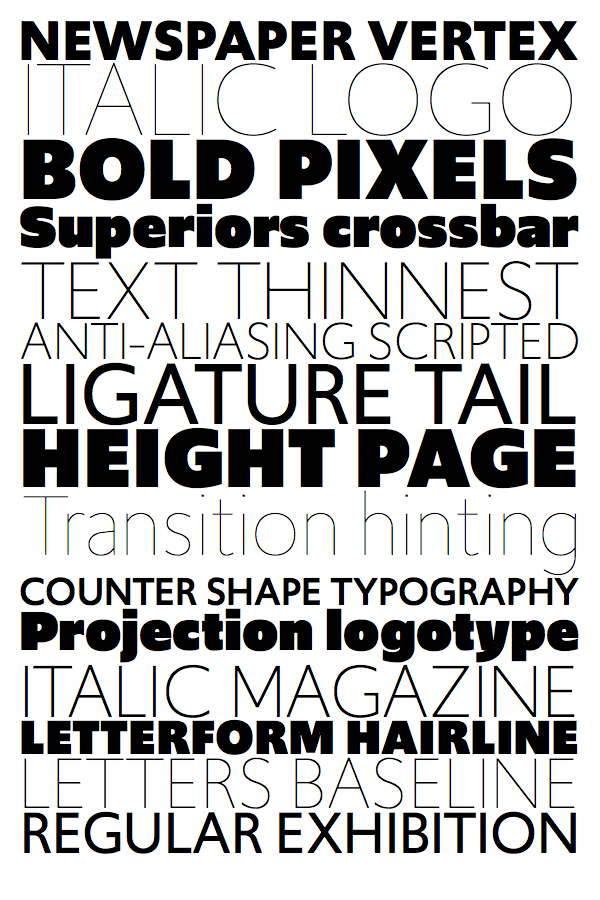 NEWSPAPER VERTEX
ITALIC LOGO
BOLD PIXELS
Superiors crossbar
TEXT THINNEST
ANTI-ALIASING SCRIPTED
LIGATURE TAIL
HEIGHT PAGE
Transition hinting
COUNTER SHAPE TYPOGRAPHY
Projection logotype
ITALIC MAGAZINE
LETTERFORM HAIRLINE
LETTERS BASELINE
REGULAR EXHIBITION